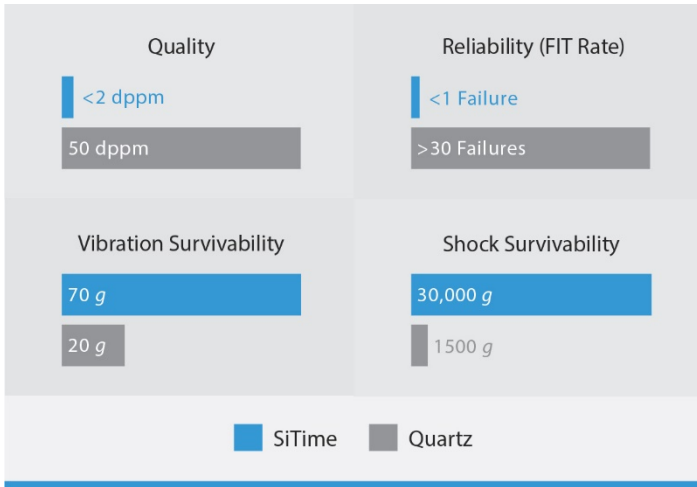 Quality
<2 dppm
50 dppm
Reliability (FIT Rate)
<1 Failure
>30 Failures
Vibration Survivability
70 g
20 g
Shock Survivability
30,000 g
1500 g
SiTime
Quartz